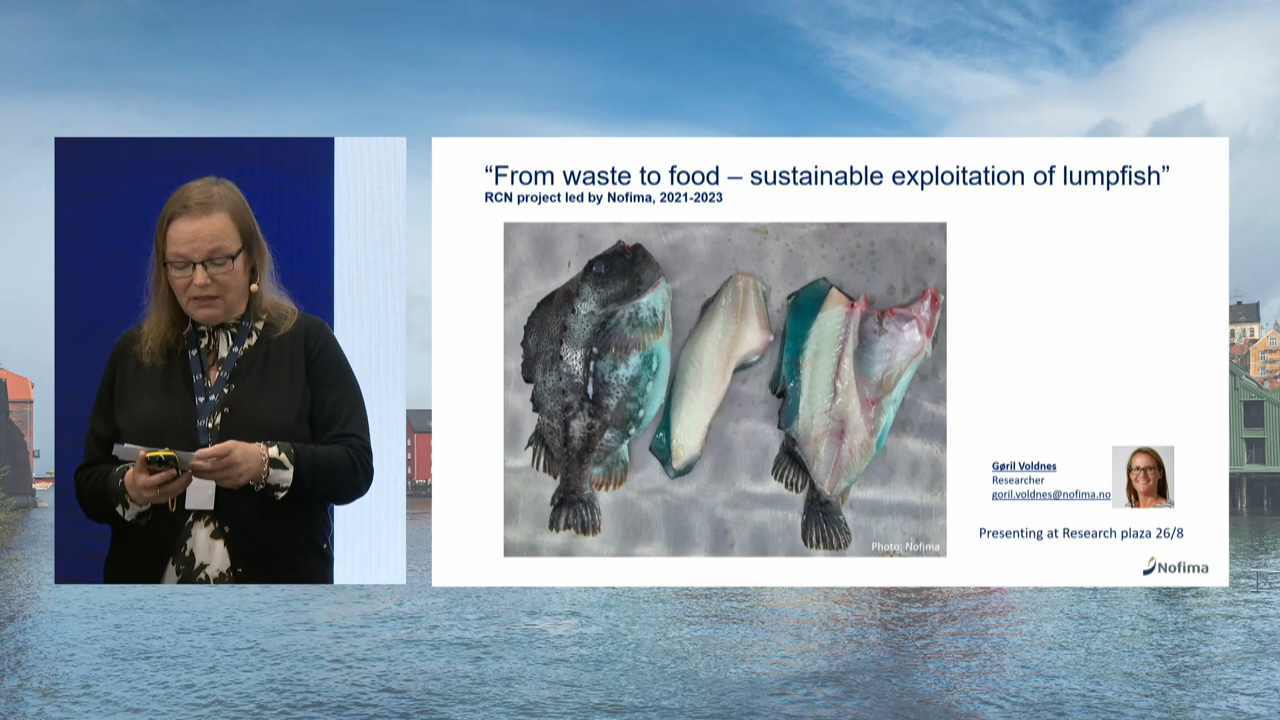 “From waste to food – sustainable exploitation of lumpfish”
RCN project led by Nofima, 2021-2023
Photo: Nofima
Gøril Voldnes
Researcher
goril.voldnes@nofima.no
Presenting at Research plaza 26/8
Nofima